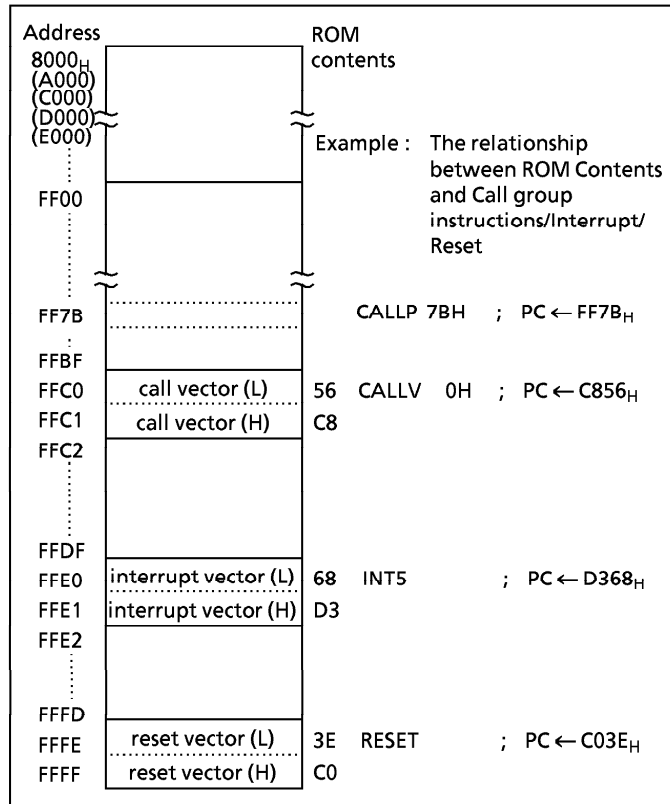 Address ROM
8000H contents
(A000)
(C000)
(D000)
(E000)
Example : The relationship
between ROM Contents
and Call group
instructions/Interrupt/
Reset
FF00
FF7B CALLP 7BH ; PC ← FF7BH
FFBF
FFC0 call vector (L) 56 CALLV 0H ; PC ← C856H
FFC1 call vector (H) C8
FFC2
FFDF
FFE0 interrupt vector (L) 68 INT5 ; PC ← D368H
FFE1 interrupt vector (H) D3
FFE2
FFFD
FFFE reset vector (L) 3E RESET ; PC ← C03EH
FFFF reset vector (H) C0